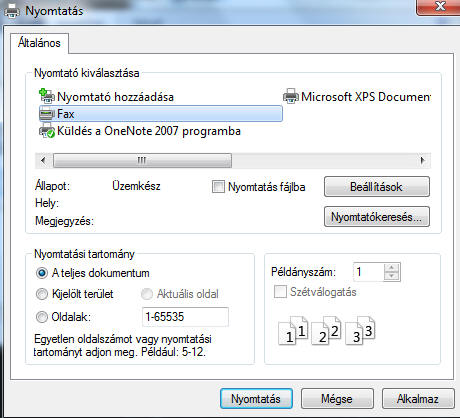 Nyomtatás
Általános
Nyomtató kiválasztása
Nyomtató hozzáadása
Microsoft XPS Documen
Fax
Küldés a OneNote 2007 programba
Állapot: Üzemkész
Nyomtatás fájlba
Beállítások
Hely:
Megjegyzés:
Nyomtatókeresés...
Nyomtatási tartomány
A teljes dokumentum
Kijelölt terület
Aktuális oldal
Oldalak: 1-65535
Egyetlen oldalszámot vagy nyomtatási
tartományt adjon meg. Például: 5-12.
Példányszám: 1
Szétválogatás
1 1 2 2 3 3
Nyomtatás
Mégse
Alkalmaz